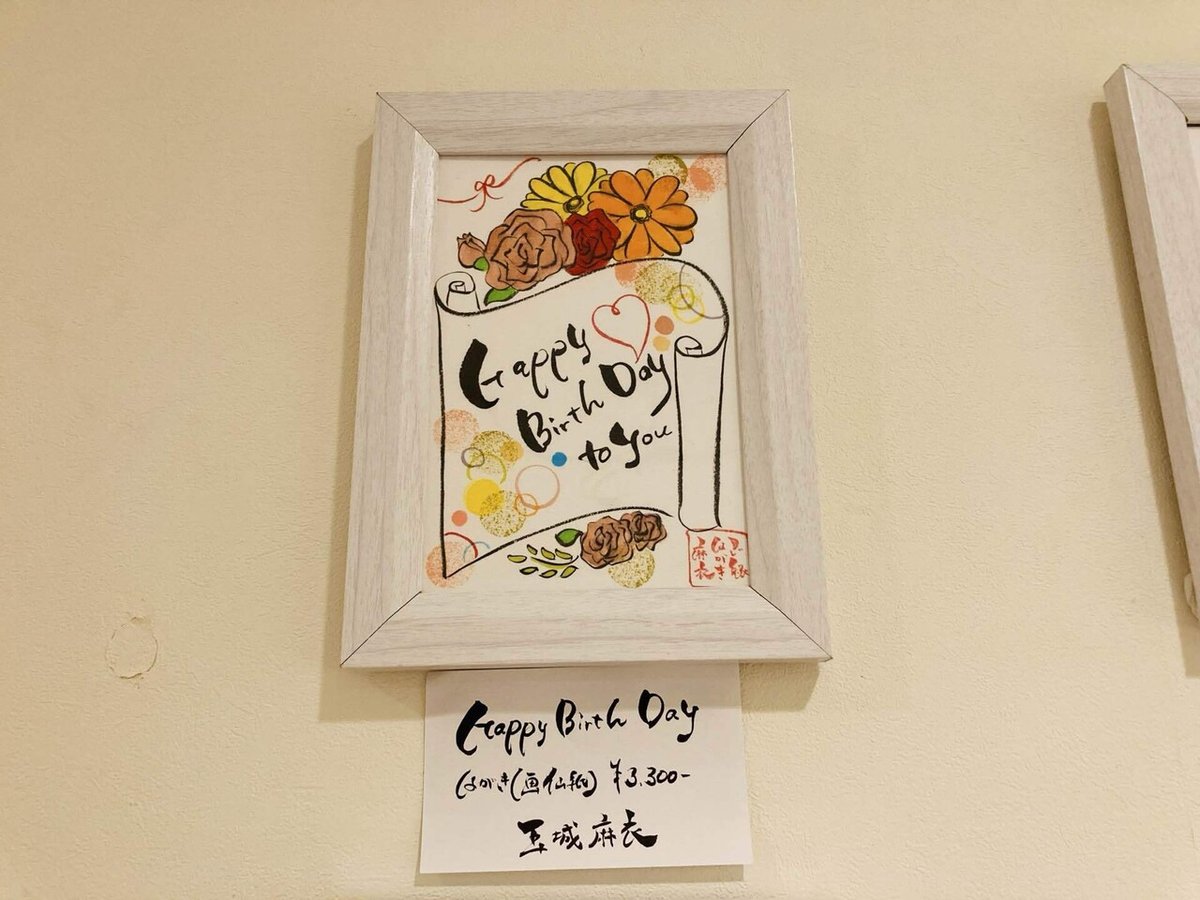 Happy
Birth Day
to you
Happy Birth Day
はがき(画仙紙) ¥3.300-
玉城麻衣